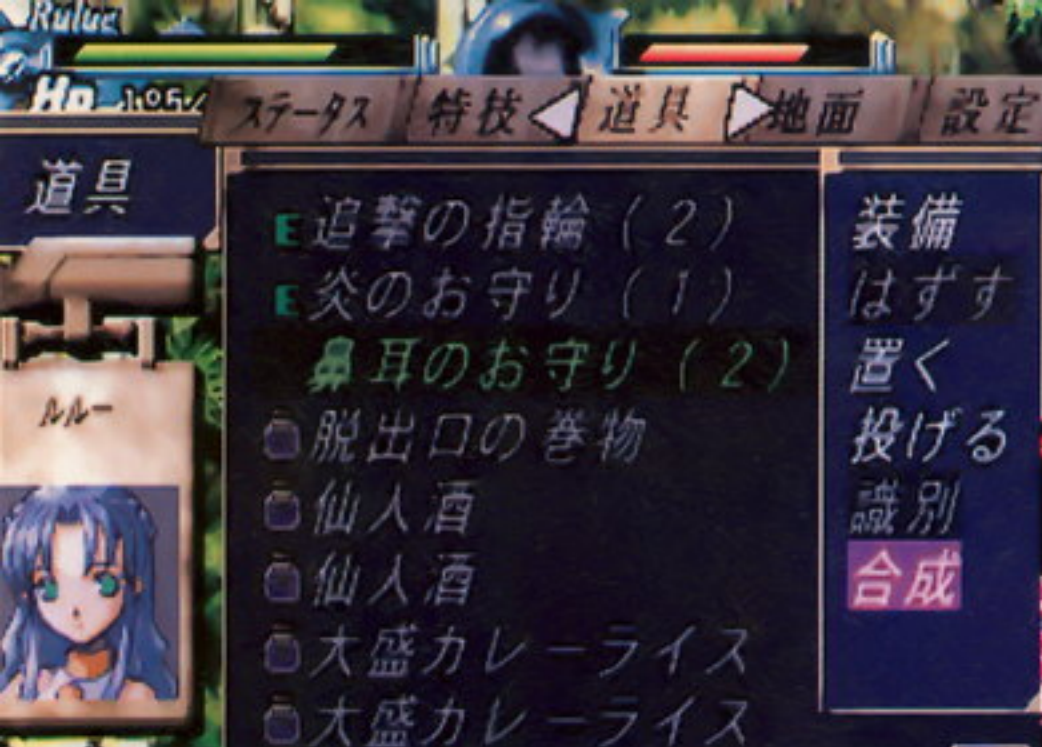 Rulue
HP 105/
ステータス 特技 道具 地面 設定
道具
E 追撃の指輪(2)
E 炎のお守り(1)
鼻耳のお守り(2)
脱出口の巻物
仙人酒
仙人酒
大盛カレーライス
大盛カレーライス
装備
はずす
置く
投げる
識別
合成
ルルー